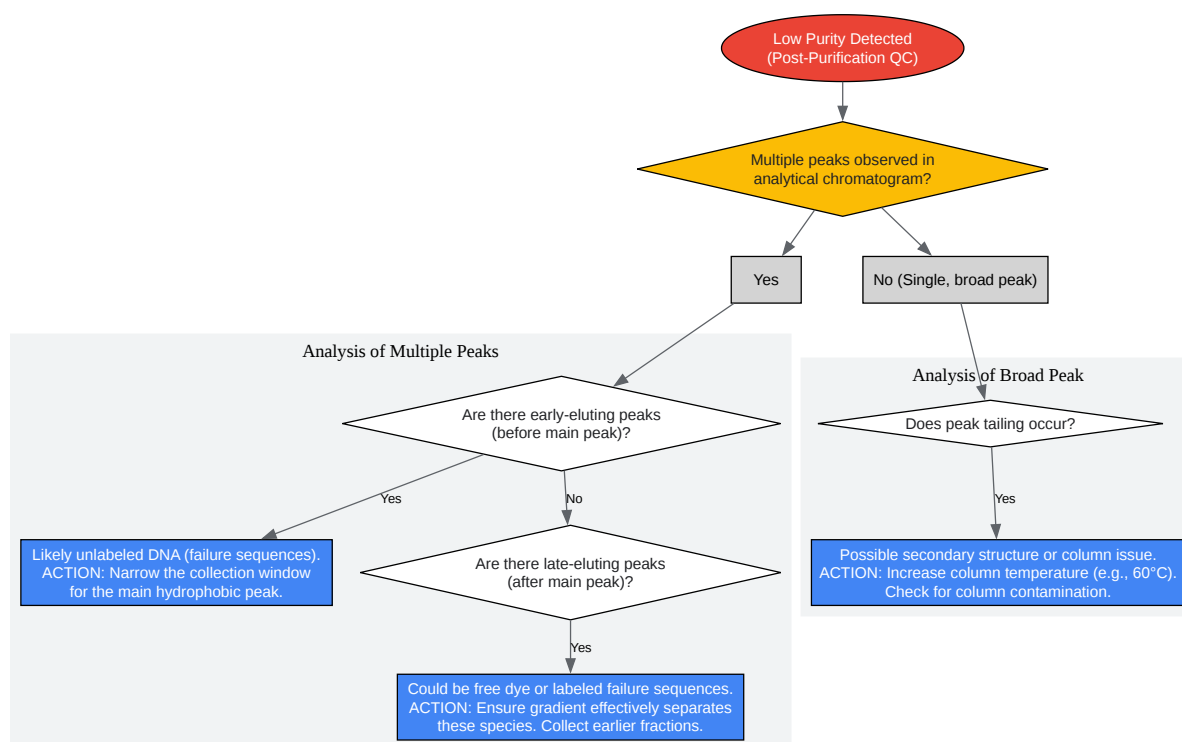 Low Purity Detected
(Post-Purification QC)
Multiple peaks observed in
analytical chromatogram?
Yes
No (Single, broad peak)
Analysis of Multiple Peaks
Analysis of Broad Peak
Are there early-eluting peaks
(before main peak)?
Does peak tailing occur?
Yes
No
Yes
Likely unlabeled DNA (failure sequences).
ACTION: Narrow the collection window
for the main hydrophobic peak.
Are there late-eluting peaks
(after main peak)?
Possible secondary structure or column issue.
ACTION: Increase column temperature (e.g., 60°C).
Check for column contamination.
Yes
Could be free dye or labeled failure sequences.
ACTION: Ensure gradient effectively separates
these species. Collect earlier fractions.